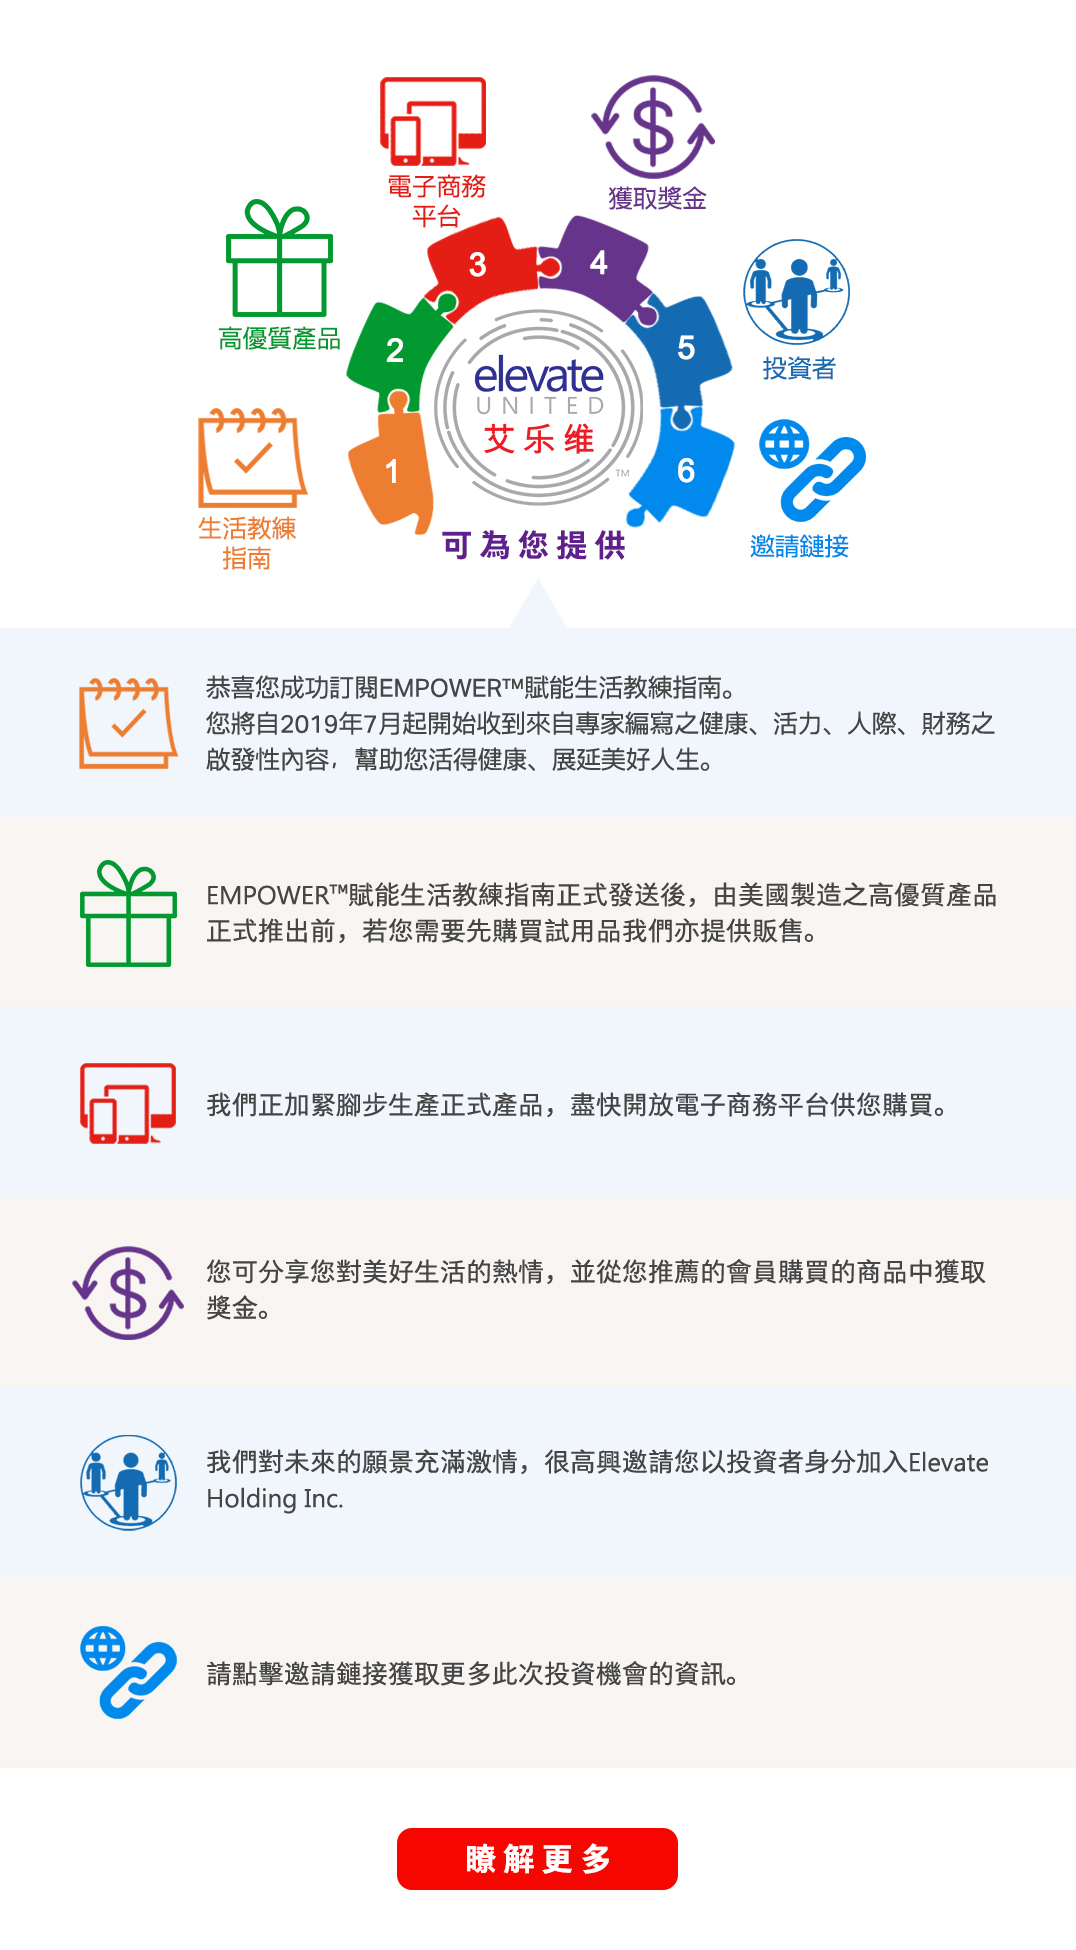 電子商務
平台
獲取獎金
3
4
高優質產品
2
5
投資者
elevate
UNITED
艾乐维
TM
生活教練
指南
1
6
邀請鏈接
可為您提供
恭喜您成功訂閱EMPOWER™賦能生活教練指南。
您將自2019年7月起開始收到來自專家編寫之健康、活力、人際、財務之
啟發性內容，幫助您活得健康、展延美好人生。
EMPOWER™賦能生活教練指南正式發送後，由美國製造之高優質產品
正式推出前，若您需要先購買試用品我們亦提供販售。
我們正加緊腳步生產正式產品，盡快開放電子商務平台供您購買。
您可分享您對美好生活的熱情，並從您推薦的會員購買的商品中獲取
獎金。
我們對未來的願景充滿激情，很高興邀請您以投資者身分加入Elevate
Holding Inc.
請點擊邀請鏈接獲取更多此次投資機會的資訊。
瞭解更多